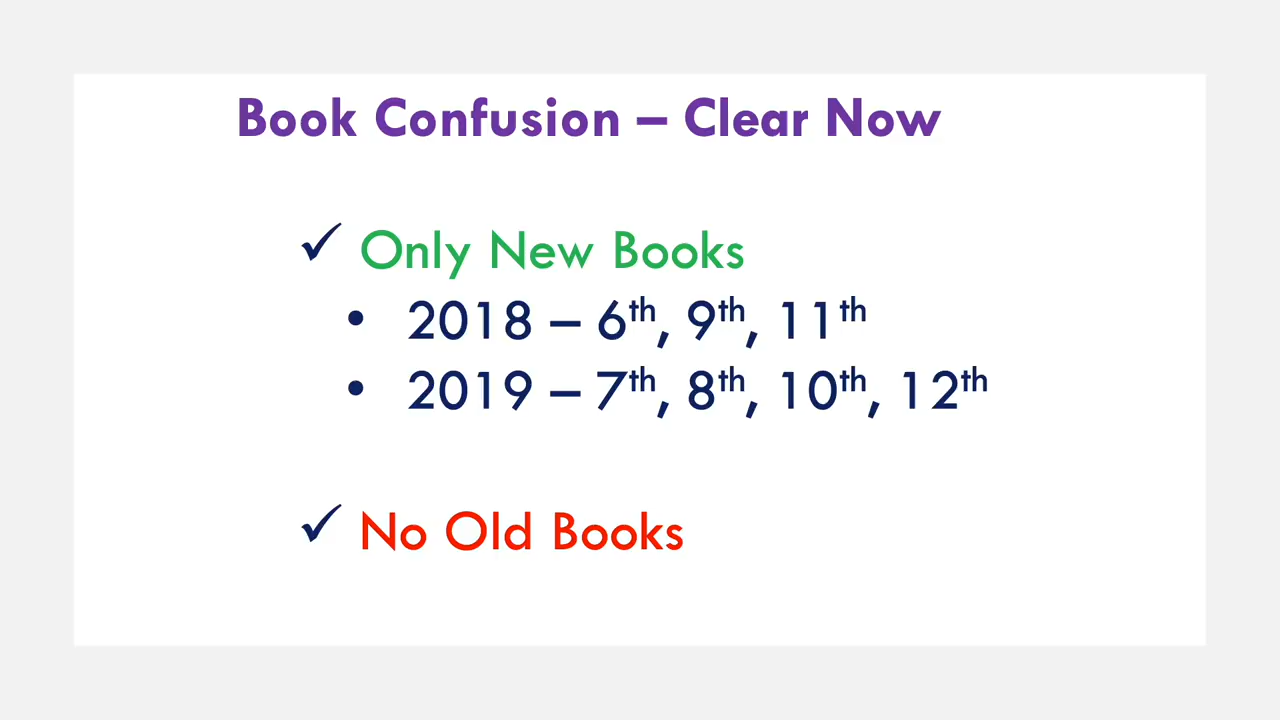 Book Confusion – Clear Now
✓ Only New Books
• 2018 – 6th, 9th, 11th
• 2019 – 7th, 8th, 10th, 12th
✓ No Old Books